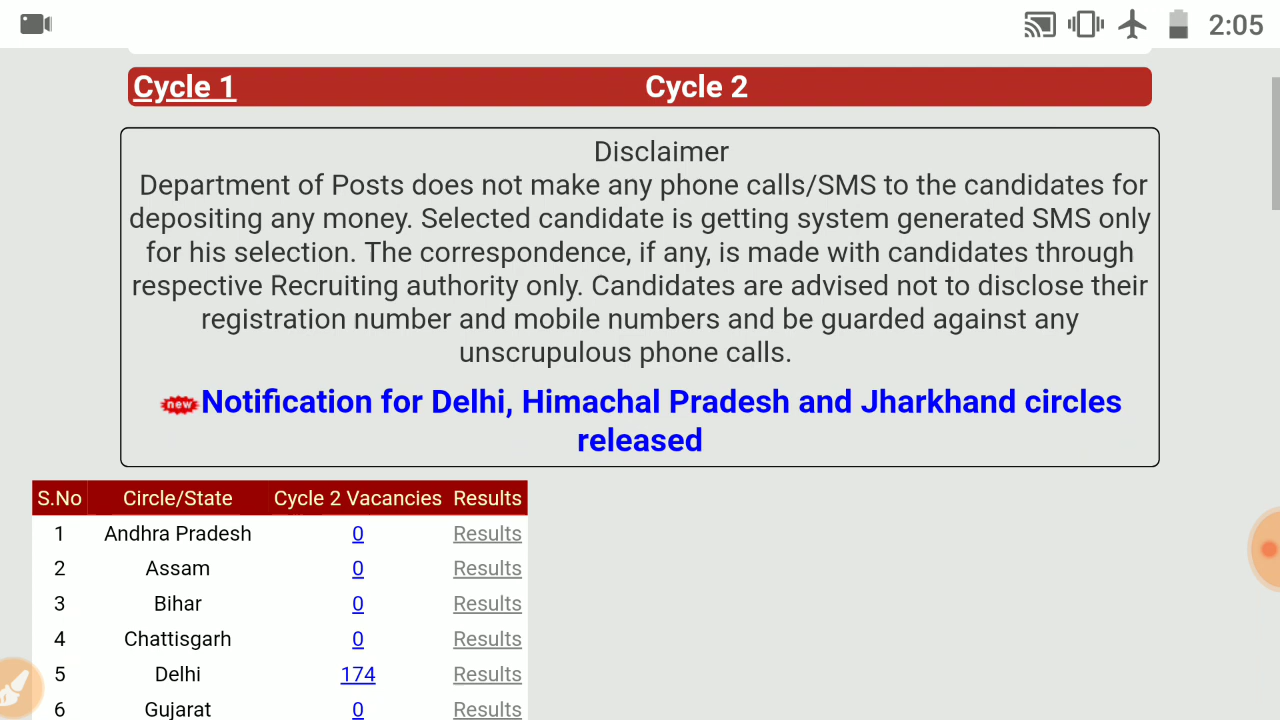 2:05
Cycle 1 Cycle 2
Disclaimer
Department of Posts does not make any phone calls/SMS to the candidates for
depositing any money. Selected candidate is getting system generated SMS only
for his selection. The correspondence, if any, is made with candidates through
respective Recruiting authority only. Candidates are advised not to disclose their
registration number and mobile numbers and be guarded against any
unscrupulous phone calls.
new Notification for Delhi, Himachal Pradesh and Jharkhand circles
released
S.No Circle/State Cycle 2 Vacancies Results
1 Andhra Pradesh 0 Results
2 Assam 0 Results
3 Bihar 0 Results
4 Chattisgarh 0 Results
5 Delhi 174 Results
6 Gujarat 0 Results